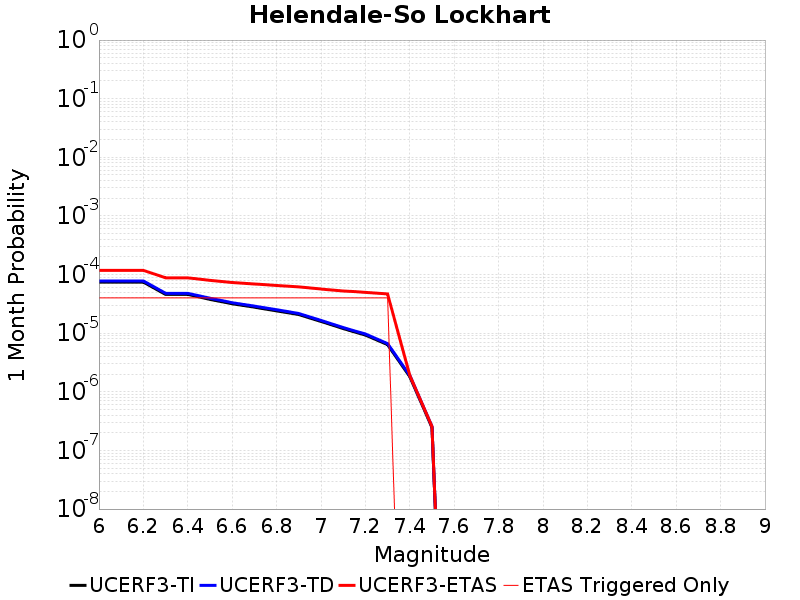 Helendale-So Lockhart
1 Month Probability
10^0
10^-1
10^-2
10^-3
10^-4
10^-5
10^-6
10^-7
10^-8
6 6.2 6.4 6.6 6.8 7 7.2 7.4 7.6 7.8 8 8.2 8.4 8.6 8.8 9
Magnitude
UCERF3-TI UCERF3-TD UCERF3-ETAS ETAS Triggered Only